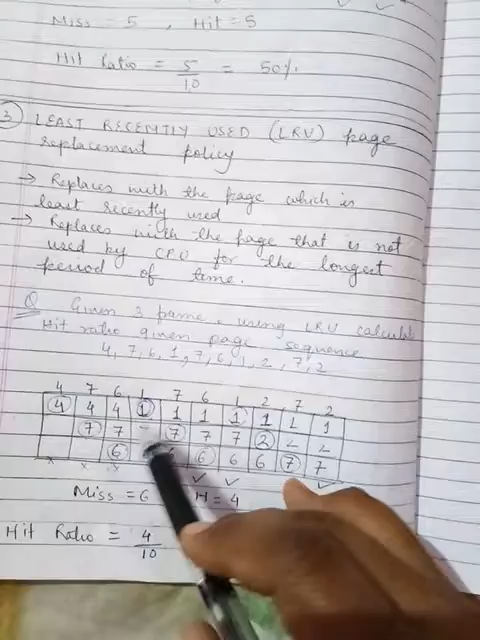 Miss = 5 , Hit = 5
Hit Ratio = 5/10 = 50%
3 LEAST RECENTLY USED (LRU) page
replacement policy
→ Replaces with the page which is
least recently used
→ Replaces with the page that is not
used by CPU for the longest
period of time.
Q Given 3 frame, using LRU calculate
Hit ratio given page sequence
4, 7, 6, 1, 7, 6, 1, 2, 7, 2
4 7 6 1 7 6 1 2 7 2
4 4 4 1 1 1 1 1 1 1
7 7 7 7 7 2 2 2
6 6 6 6 6 7 7
Miss = 6 H = 4
Hit Ratio = 4/10